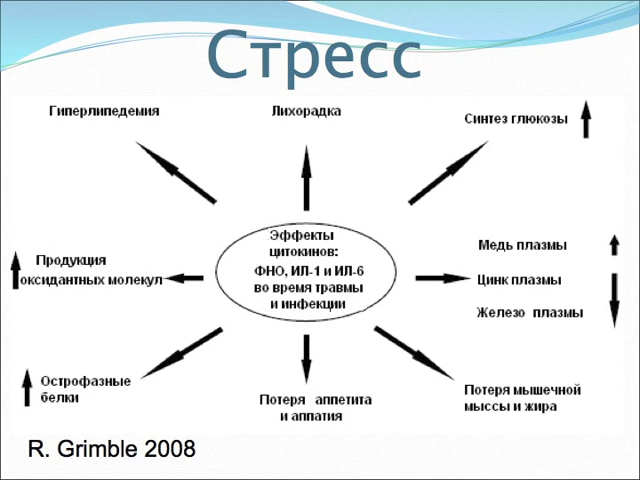 Стресс
Гиперлипедемия
Лихорадка
Синтез глюкозы
Эффекты
цитокинов:
ФНО, ИЛ-1 и ИЛ-6
во время травмы
и инфекции
Продукция
оксидантных молекул
Медь плазмы
Цинк плазмы
Железо плазмы
Острофазные
белки
Потеря аппетита
и аппатия
Потеря мышечной
мыссы и жира
R. Grimble 2008